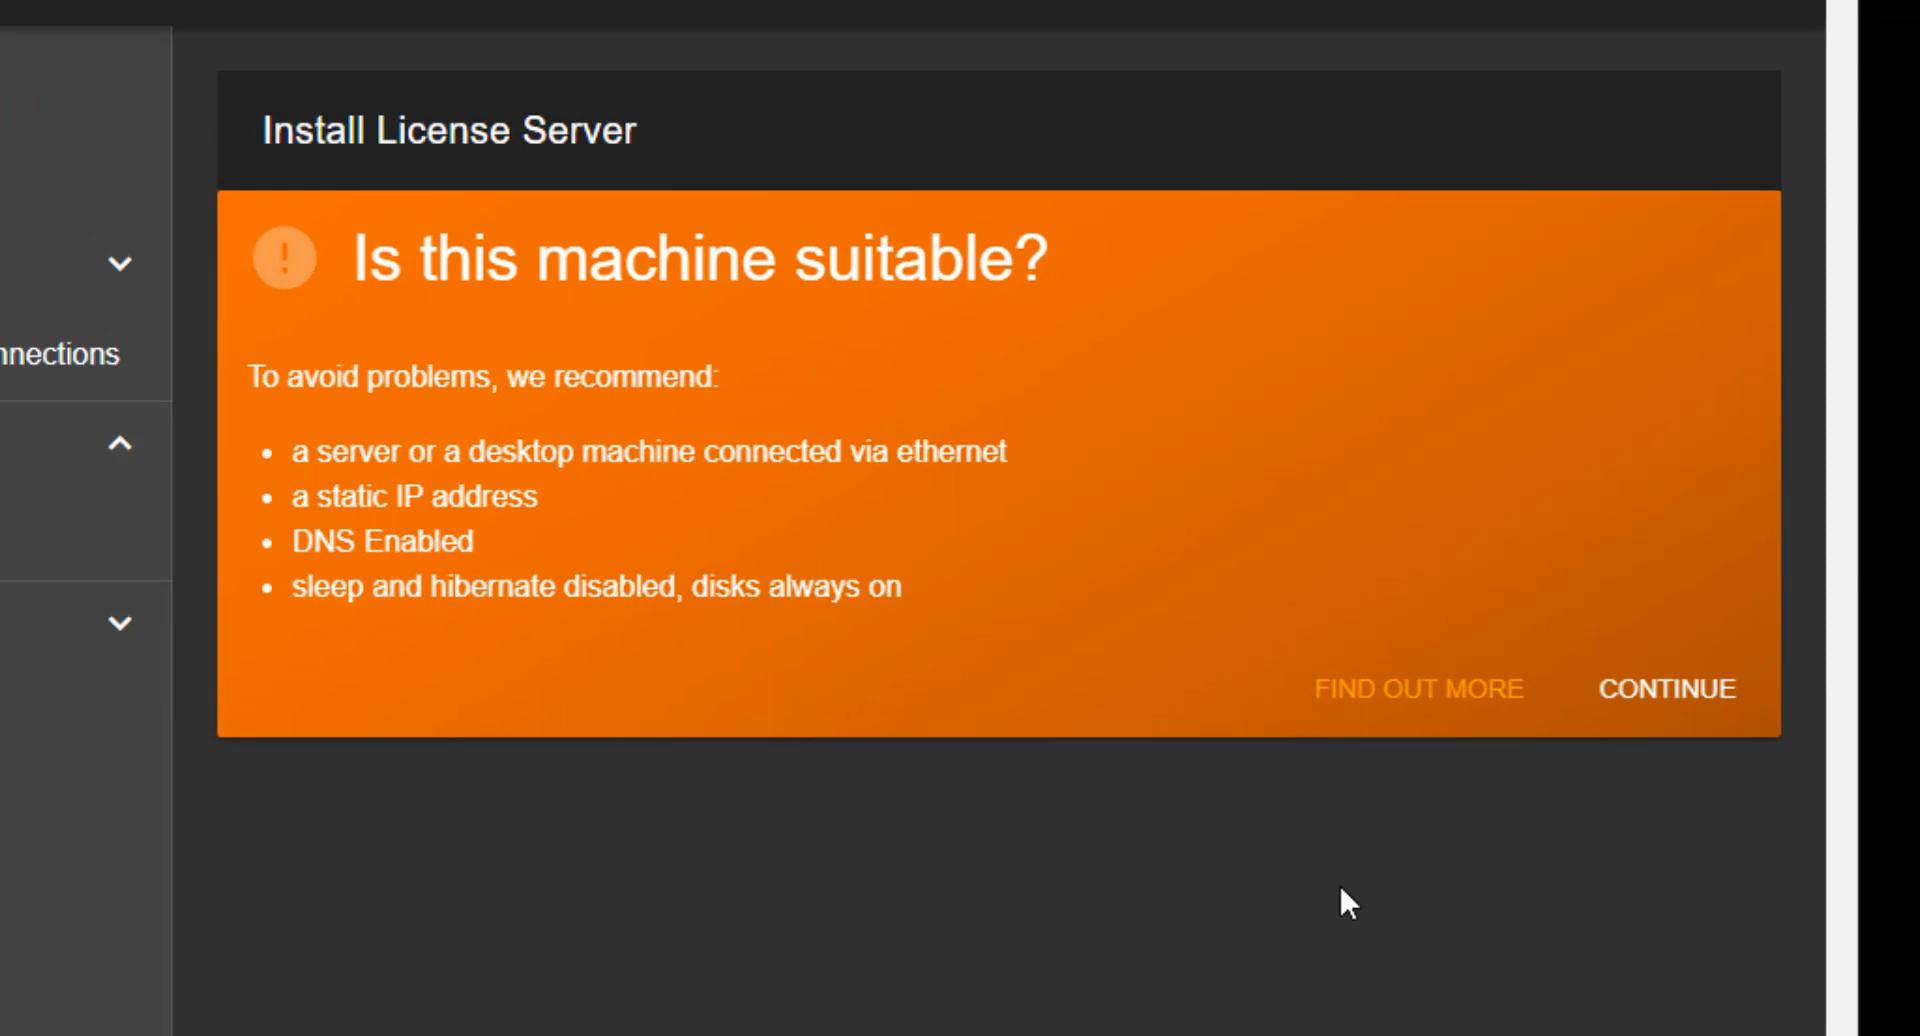 Install License Server
! Is this machine suitable?
nnections
To avoid problems, we recommend:
• a server or a desktop machine connected via ethernet
• a static IP address
• DNS Enabled
• sleep and hibernate disabled, disks always on
FIND OUT MORE CONTINUE